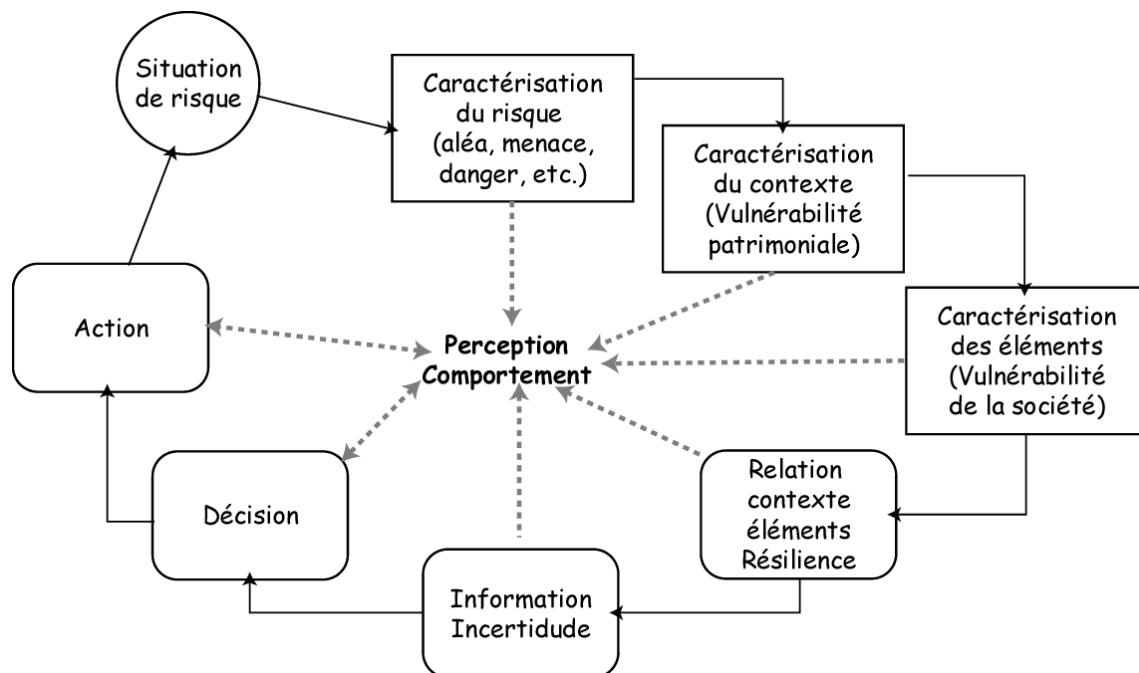 Situation
de risque
Caractérisation
du risque
(aléa, menace,
danger, etc.)
Caractérisation
du contexte
(Vulnérabilité
patrimoniale)
Caractérisation
des éléments
(Vulnérabilité
de la société)
Relation
contexte
éléments
Résilience
Information
Incertidude
Décision
Action
Perception
Comportement